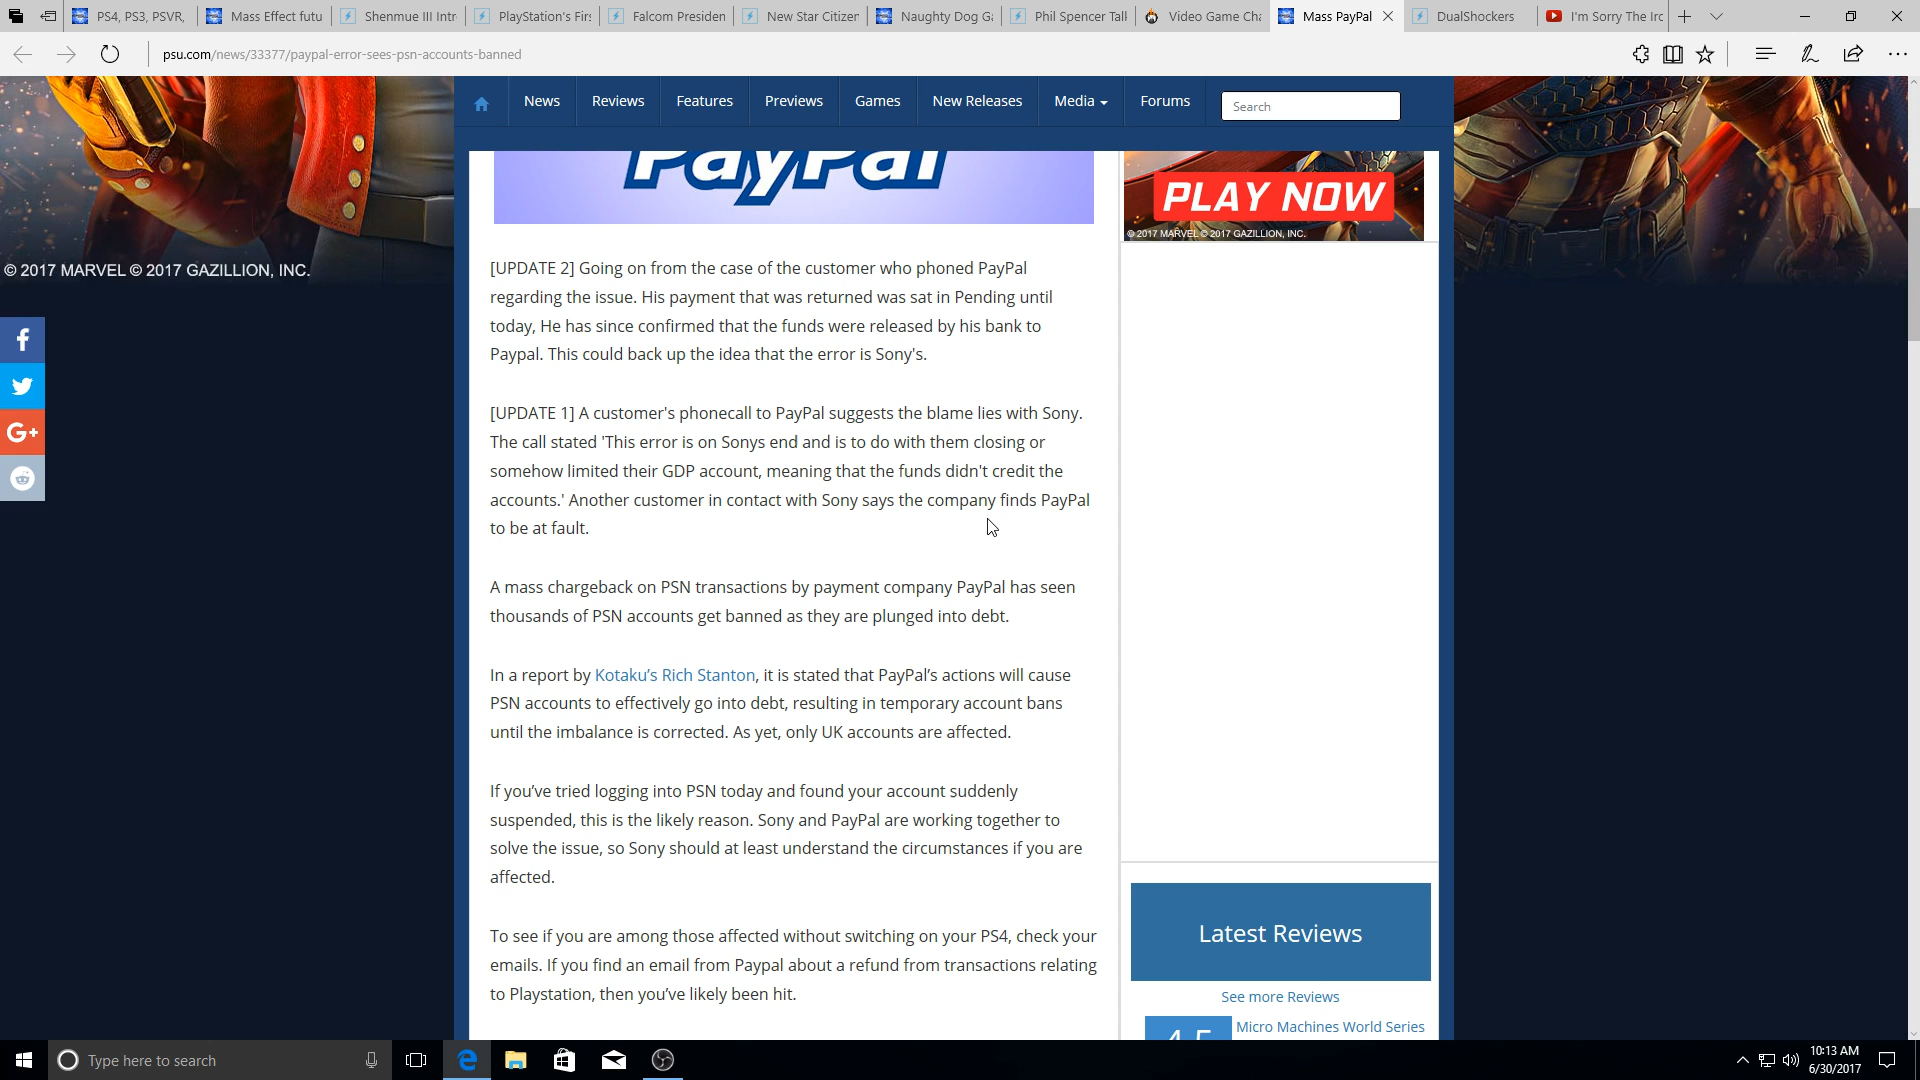 PS4, PS3, PSVR,
Mass Effect futu
Shenmue III Intr
PlayStation's Firs
Falcom Presiden
New Star Citizen
Naughty Dog Ga
Phil Spencer Talk
Video Game Cha
Mass PayPal
DualShockers
I'm Sorry The Irc
psu.com/news/33377/paypal-error-sees-psn-accounts-banned
News
Reviews
Features
Previews
Games
New Releases
Media
Forums
Search
PayPal
PLAY NOW
© 2017 MARVEL © 2017 GAZILLION, INC.
© 2017 MARVEL © 2017 GAZILLION, INC.
[UPDATE 2] Going on from the case of the customer who phoned PayPal
regarding the issue. His payment that was returned was sat in Pending until
today, He has since confirmed that the funds were released by his bank to
Paypal. This could back up the idea that the error is Sony's.
[UPDATE 1] A customer's phonecall to PayPal suggests the blame lies with Sony.
The call stated 'This error is on Sonys end and is to do with them closing or
somehow limited their GDP account, meaning that the funds didn't credit the
accounts.' Another customer in contact with Sony says the company finds PayPal
to be at fault.
A mass chargeback on PSN transactions by payment company PayPal has seen
thousands of PSN accounts get banned as they are plunged into debt.
In a report by Kotaku’s Rich Stanton, it is stated that PayPal’s actions will cause
PSN accounts to effectively go into debt, resulting in temporary account bans
until the imbalance is corrected. As yet, only UK accounts are affected.
If you’ve tried logging into PSN today and found your account suddenly
suspended, this is the likely reason. Sony and PayPal are working together to
solve the issue, so Sony should at least understand the circumstances if you are
affected.
To see if you are among those affected without switching on your PS4, check your
emails. If you find an email from Paypal about a refund from transactions relating
to Playstation, then you’ve likely been hit.
Latest Reviews
See more Reviews
Micro Machines World Series
Type here to search
10:13 AM
6/30/2017